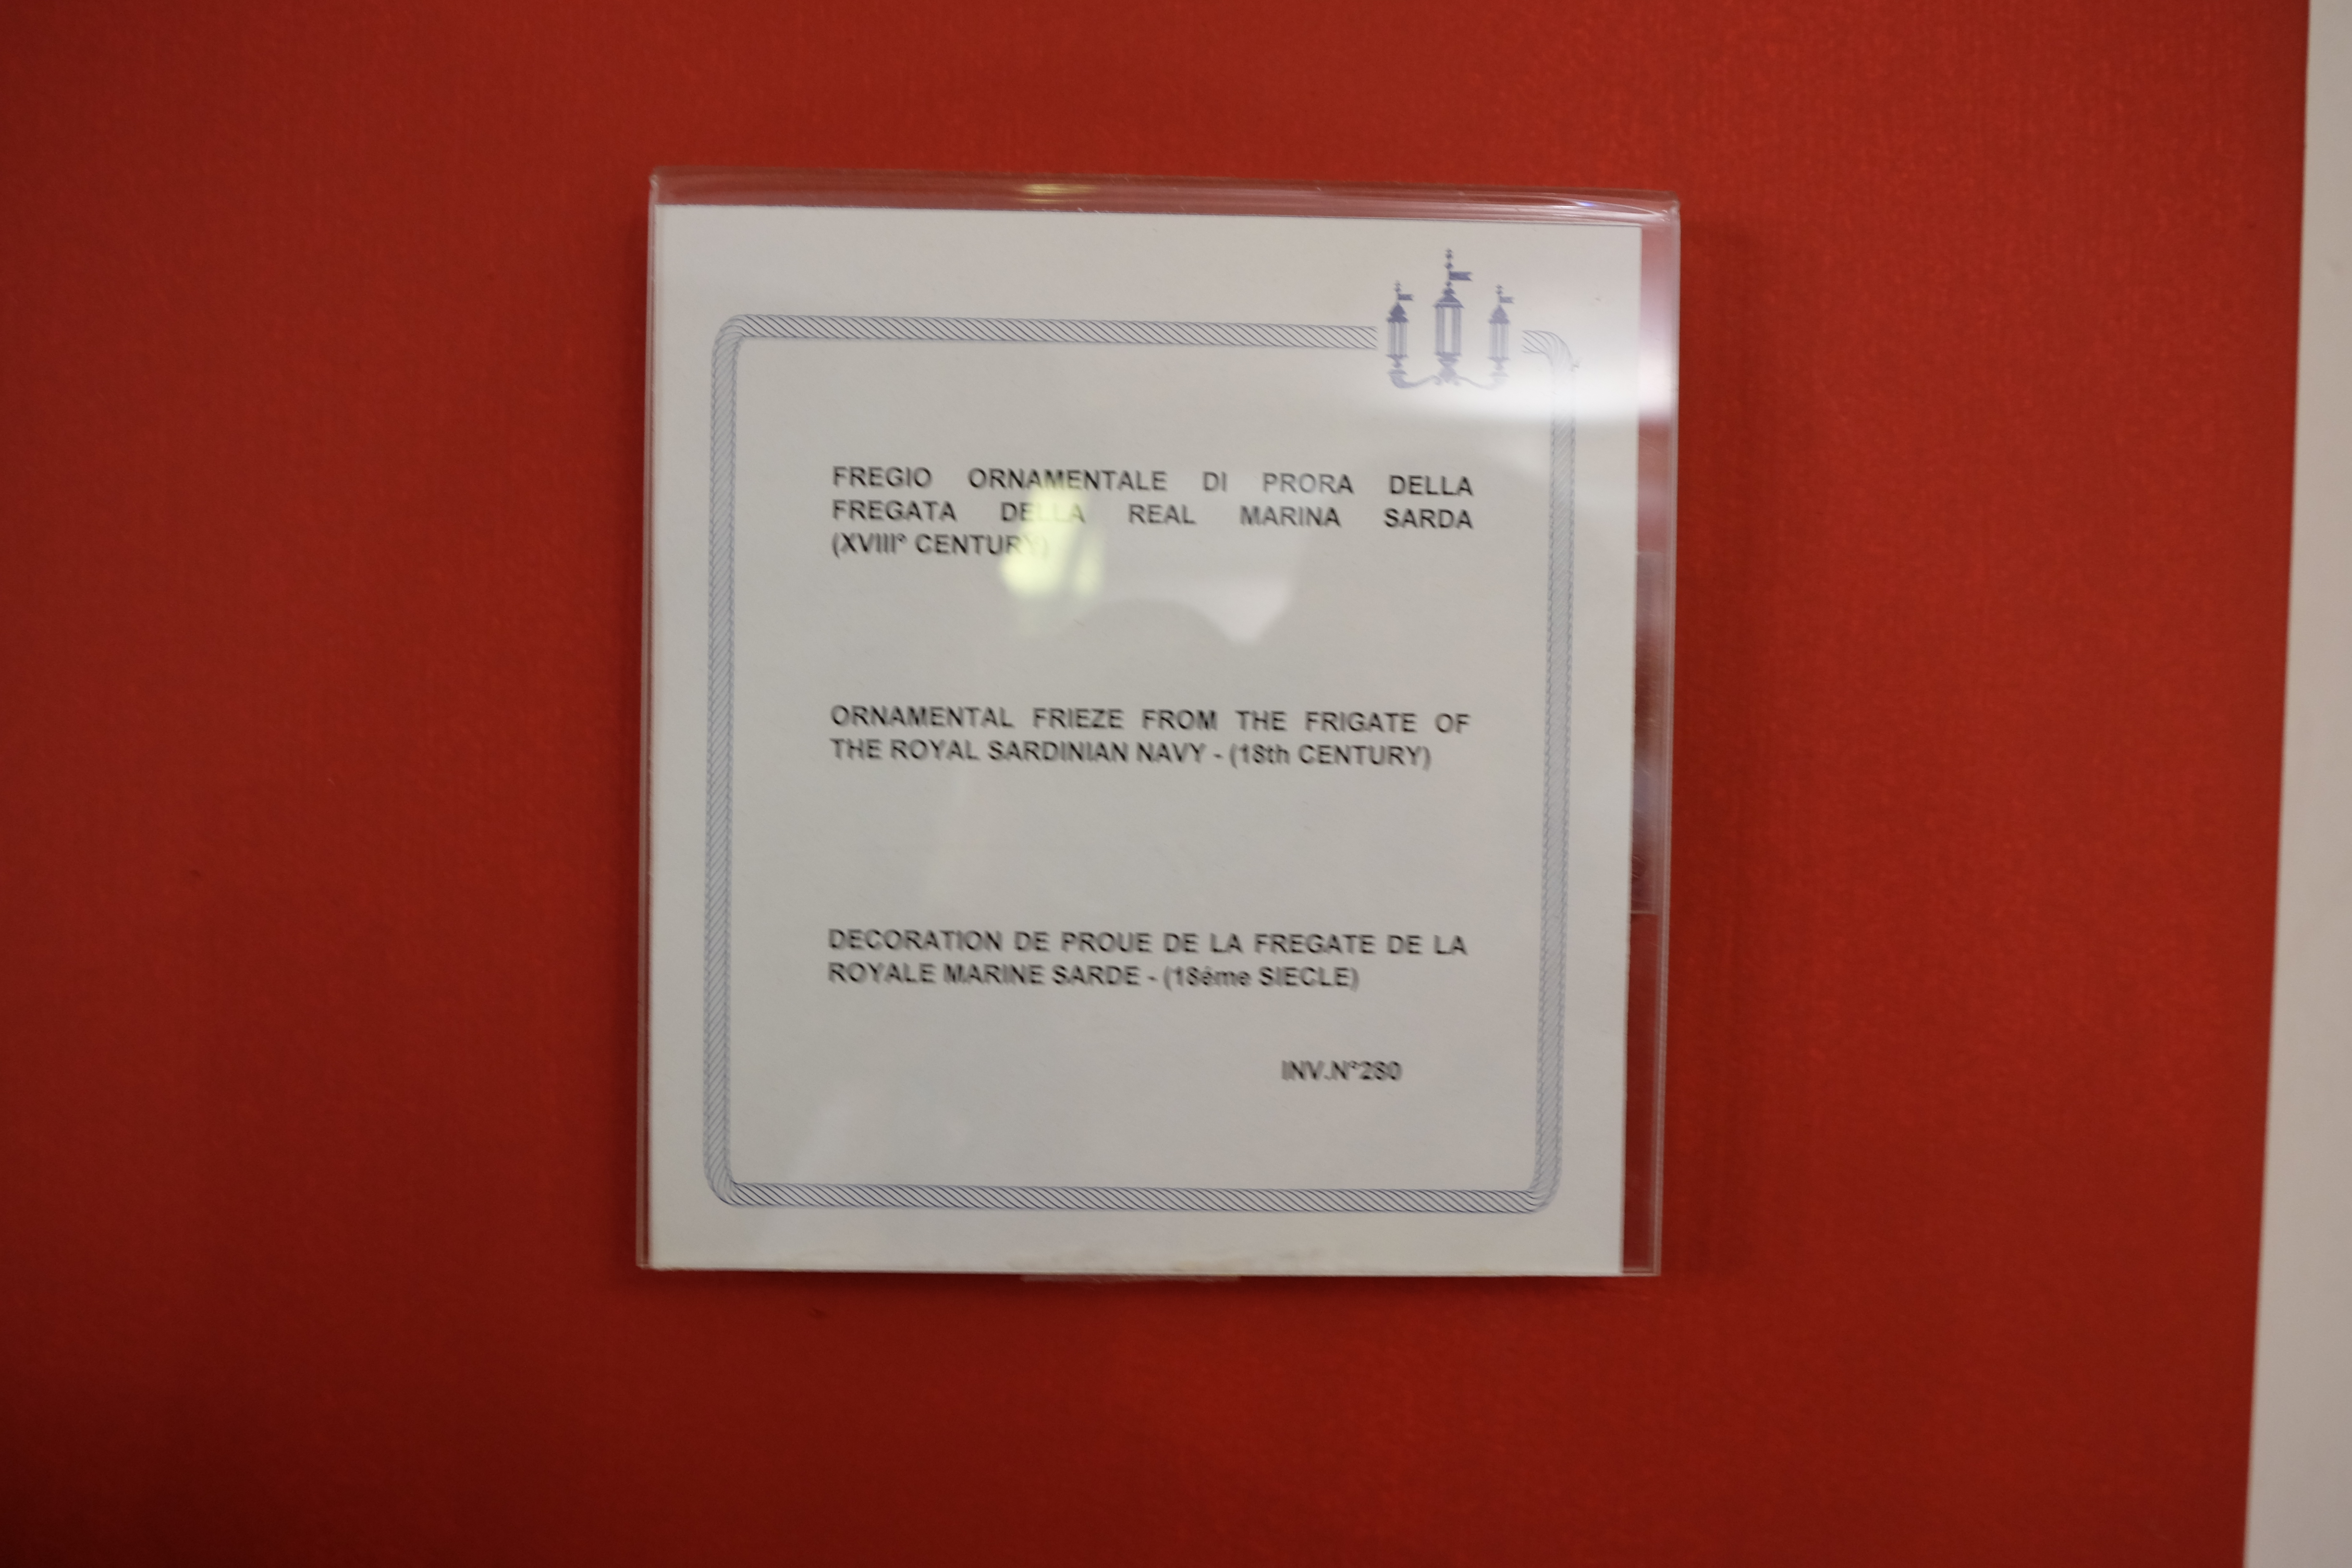 FREGIO ORNAMENTALE DI PRORA DELLA
FREGATA DELLA REAL MARINA SARDA
(XVIII° CENTURY)
ORNAMENTAL FRIEZE FROM THE FRIGATE OF
THE ROYAL SARDINIAN NAVY - (18th CENTURY)
DECORATION DE PROUE DE LA FREGATE DE LA
ROYALE MARINE SARDE - (18éme SIECLE)
INV.N°280